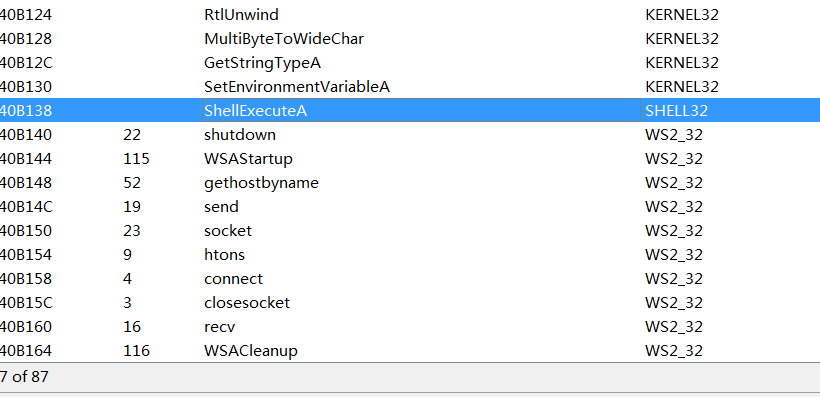 40B124 RtlUnwind KERNEL32
40B128 MultiByteToWideChar KERNEL32
40B12C GetStringTypeA KERNEL32
40B130 SetEnvironmentVariableA KERNEL32
40B138 ShellExecuteA SHELL32
40B140 22 shutdown WS2_32
40B144 115 WSAStartup WS2_32
40B148 52 gethostbyname WS2_32
40B14C 19 send WS2_32
40B150 23 socket WS2_32
40B154 9 htons WS2_32
40B158 4 connect WS2_32
40B15C 3 closesocket WS2_32
40B160 16 recv WS2_32
40B164 116 WSACleanup WS2_32
7 of 87